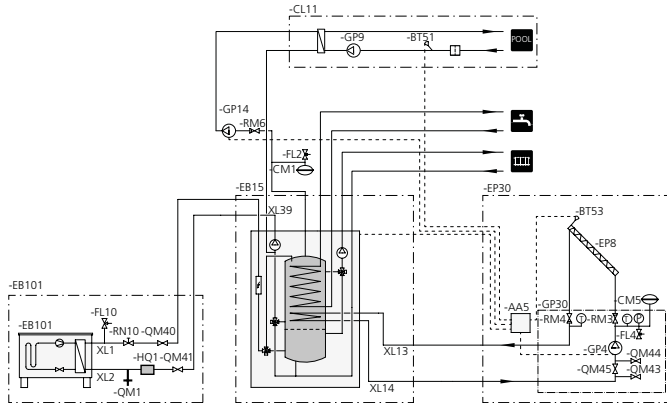 -CL11
-GP9
-BT51
POOL
-GP14
-RM6
-FL2
-CM1
-EB15
-EP30
XL39
-BT53
-EP8
-EB101
-CM5
-FL10
-AA5
-GP30
-EB101
-RN10
-QM40
-RM4
-RM3
XL1
-FL4
-HQ1
-QM41
XL13
-GP4
-QM44
XL2
-QM45
-QM43
-QM1
XL14